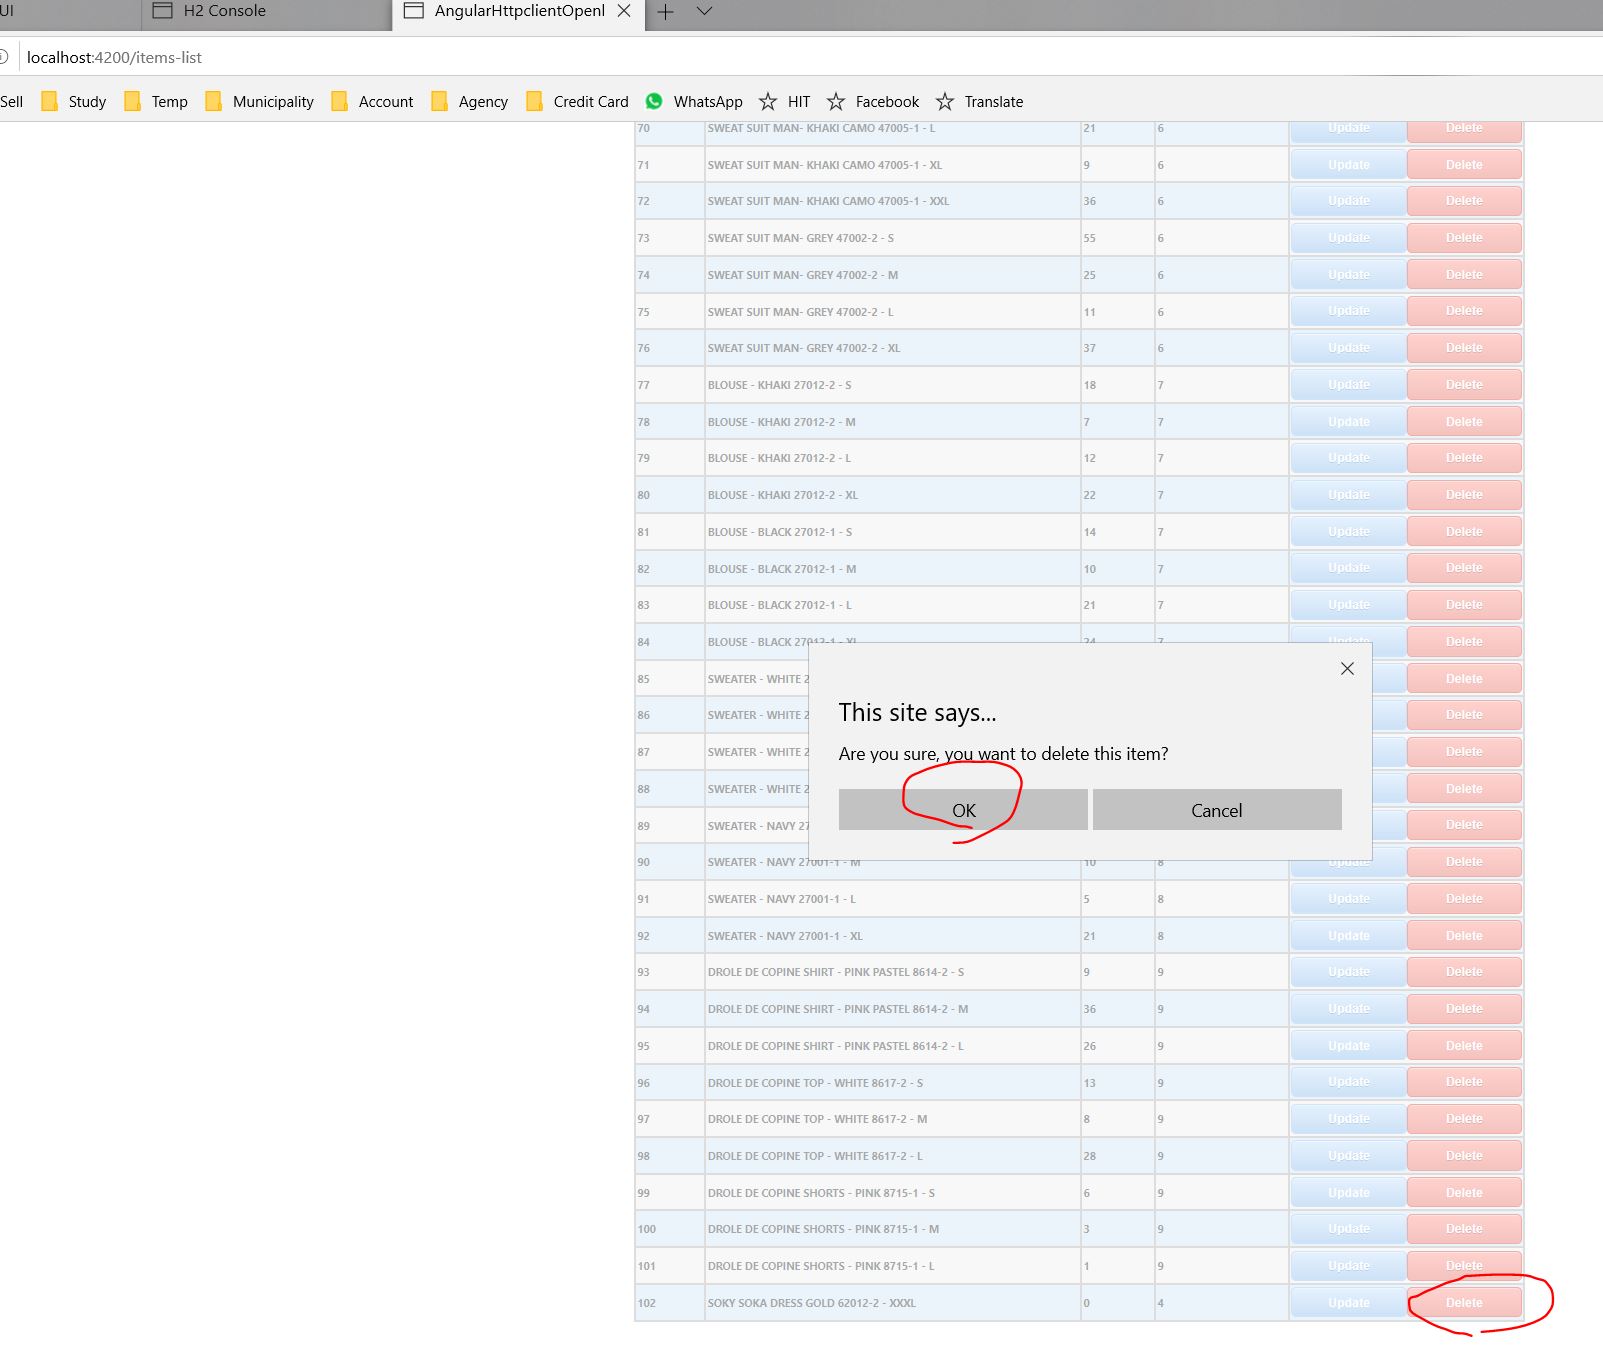 UI H2 Console AngularHttpclientOpenl
localhost:4200/items-list
Sell Study Temp Municipality Account Agency Credit Card WhatsApp HIT Facebook Translate
70 SWEAT SUIT MAN- KHAKI CAMO 47005-1 - L 21 6 Update Delete
71 SWEAT SUIT MAN- KHAKI CAMO 47005-1 - XL 9 6 Update Delete
72 SWEAT SUIT MAN- KHAKI CAMO 47005-1 - XXL 36 6 Update Delete
73 SWEAT SUIT MAN- GREY 47002-2 - S 55 6 Update Delete
74 SWEAT SUIT MAN- GREY 47002-2 - M 25 6 Update Delete
75 SWEAT SUIT MAN- GREY 47002-2 - L 11 6 Update Delete
76 SWEAT SUIT MAN- GREY 47002-2 - XL 37 6 Update Delete
77 BLOUSE - KHAKI 27012-2 - S 18 7 Update Delete
78 BLOUSE - KHAKI 27012-2 - M 7 7 Update Delete
79 BLOUSE - KHAKI 27012-2 - L 12 7 Update Delete
80 BLOUSE - KHAKI 27012-2 - XL 22 7 Update Delete
81 BLOUSE - BLACK 27012-1 - S 14 7 Update Delete
82 BLOUSE - BLACK 27012-1 - M 10 7 Update Delete
83 BLOUSE - BLACK 27012-1 - L 21 7 Update Delete
84 BLOUSE - BLACK 27012-1 - XL 24 7 Update Delete
85 SWEATER - WHITE 2 Delete
86 SWEATER - WHITE 2 Delete
87 SWEATER - WHITE 2 Delete
88 SWEATER - WHITE 2 Delete
89 SWEATER - NAVY 27 Delete
This site says...
Are you sure, you want to delete this item?
OK Cancel
90 SWEATER - NAVY 27001-1 - M 10 8 Update Delete
91 SWEATER - NAVY 27001-1 - L 5 8 Update Delete
92 SWEATER - NAVY 27001-1 - XL 21 8 Update Delete
93 DROLE DE COPINE SHIRT - PINK PASTEL 8614-2 - S 9 9 Update Delete
94 DROLE DE COPINE SHIRT - PINK PASTEL 8614-2 - M 36 9 Update Delete
95 DROLE DE COPINE SHIRT - PINK PASTEL 8614-2 - L 26 9 Update Delete
96 DROLE DE COPINE TOP - WHITE 8617-2 - S 13 9 Update Delete
97 DROLE DE COPINE TOP - WHITE 8617-2 - M 8 9 Update Delete
98 DROLE DE COPINE TOP - WHITE 8617-2 - L 28 9 Update Delete
99 DROLE DE COPINE SHORTS - PINK 8715-1 - S 6 9 Update Delete
100 DROLE DE COPINE SHORTS - PINK 8715-1 - M 3 9 Update Delete
101 DROLE DE COPINE SHORTS - PINK 8715-1 - L 1 9 Update Delete
102 SOKY SOKA DRESS GOLD 62012-2 - XXXL 0 4 Update Delete